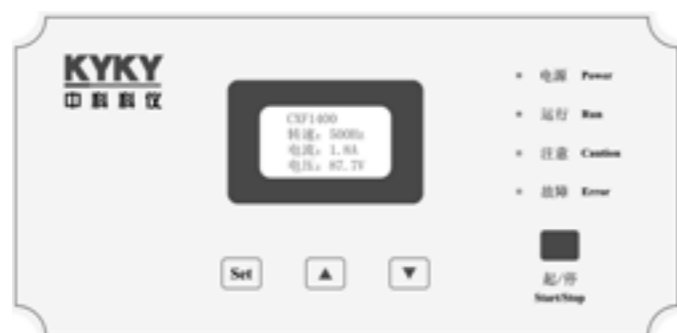 KYKY
中科科仪
CXF1400
转速: 500Hz
电流: 1.8A
电压: 87.7V
电源 Power
运行 Run
注意 Caution
故障 Error
Set
▲
▼
起/停
Start/Stop